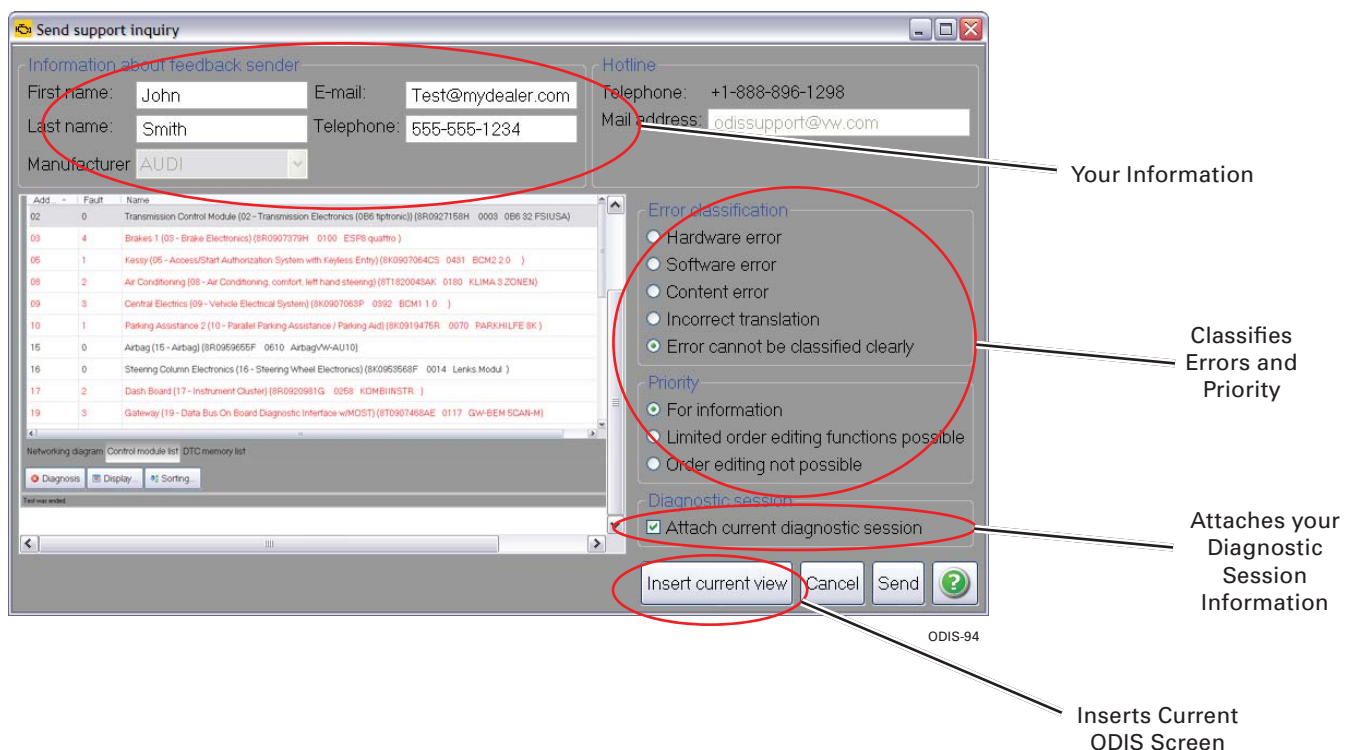 Send support inquiry
Information about feedback sender
First name: John E-mail: Test@mydealer.com
Last name: Smith Telephone: 555-555-1234
Manufacturer AUDI
Hotline
Telephone: +1-888-896-1298
Mail address: odissupport@vw.com
Your Information
Add... Fault Name
02 0 Transmission Control Module (02 - Transmission Electronics (0B6 tiptronic)) (8R0927158H 0003 0B6 32 FSIUSA)
03 4 Brakes 1 (03 - Brake Electronics) (8R0907379H 0100 ESP8 quattro )
05 1 Kessy (05 - Access/Start Authorization System with Keyless Entry) (8K0907064CS 0431 BCM2 2.0 )
08 2 Air Conditioning (08 - Air Conditioning, comfort, left hand steering) (8T1820043AK 0180 KLIMA 3 ZONEN)
09 3 Central Electrics (09 - Vehicle Electrical System) (8K0907063P 0392 BCM1 1.0 )
10 1 Parking Assistance 2 (10 - Parallel Parking Assistance / Parking Aid) (8K0919475R 0070 PARKHILFE 8K )
15 0 Airbag (15 - Airbag) (8R0959655F 0610 AirbagVW-AU10)
16 0 Steering Column Electronics (16 - Steering Wheel Electronics) (8K0953568F 0014 Lenks.Modul )
17 2 Dash Board (17 - Instrument Cluster) (8R0920981G 0258 KOMBIINSTR. )
19 3 Gateway (19 - Data Bus On Board Diagnostic Interface w/MOST) (8T0907468AE 0117 GW-BEM 5CAN-M)
Networking diagram Control module list DTC memory list
Diagnosis Display... Sorting...
Test was ended.
Error classification
Hardware error
Software error
Content error
Incorrect translation
Error cannot be classified clearly
Priority
For information
Limited order editing functions possible
Order editing not possible
Classifies
Errors and
Priority
Diagnostic session
Attach current diagnostic session
Attaches your
Diagnostic
Session
Information
Insert current view Cancel Send ?
ODIS-94
Inserts Current
ODIS Screen